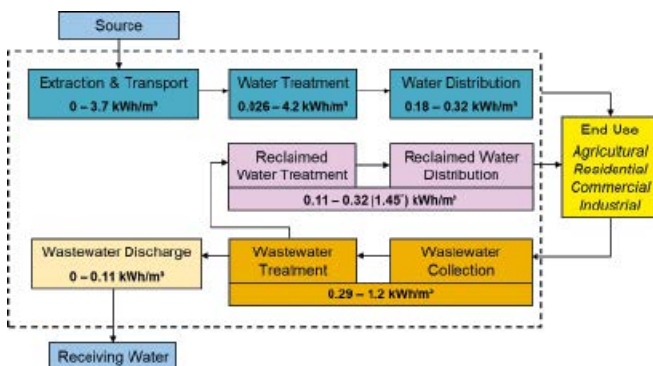 Source
Extraction & Transport
0 – 3.7 kWh/m³
Water Treatment
0.026 – 4.2 kWh/m³
Water Distribution
0.18 – 0.32 kWh/m³
End Use
Agricultural
Residential
Commercial
Industrial
Reclaimed
Water Treatment
Reclaimed Water
Distribution
0.11 – 0.32 (1.45*) kWh/m³
Wastewater Discharge
0 – 0.11 kWh/m³
Wastewater
Treatment
Wastewater
Collection
0.29 – 1.2 kWh/m³
Receiving Water